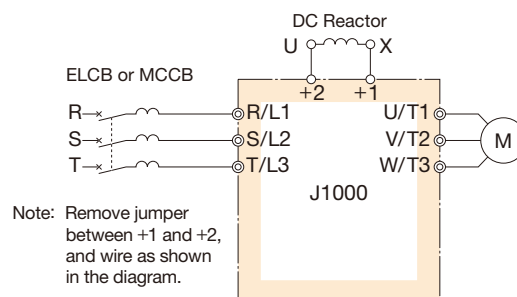 DC Reactor
U X
ELCB or MCCB
+2 +1
R R/L1 U/T1
S S/L2 V/T2 M
T T/L3 W/T3
J1000
Note: Remove jumper
between +1 and +2,
and wire as shown
in the diagram.